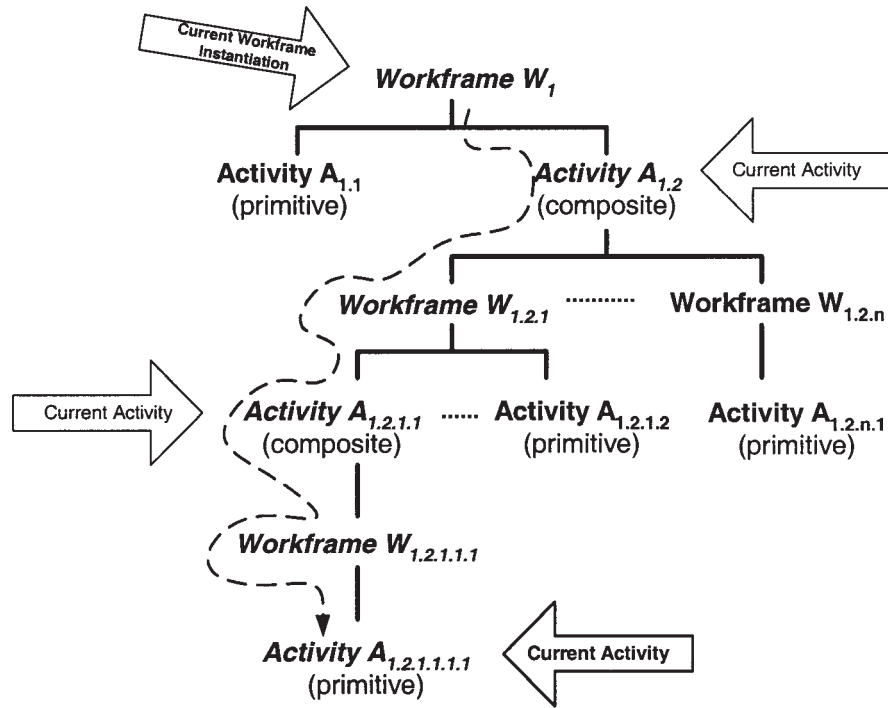 Current Workframe
Instantiation
Workframe W1
Activity A1.1
(primitive)
Activity A1.2
(composite)
Current Activity
Workframe W1.2.1
Workframe W1.2.n
Current Activity
Activity A1.2.1.1
(composite)
Activity A1.2.1.2
(primitive)
Activity A1.2.n.1
(primitive)
Workframe W1.2.1.1.1
Activity A1.2.1.1.1.1
(primitive)
Current Activity